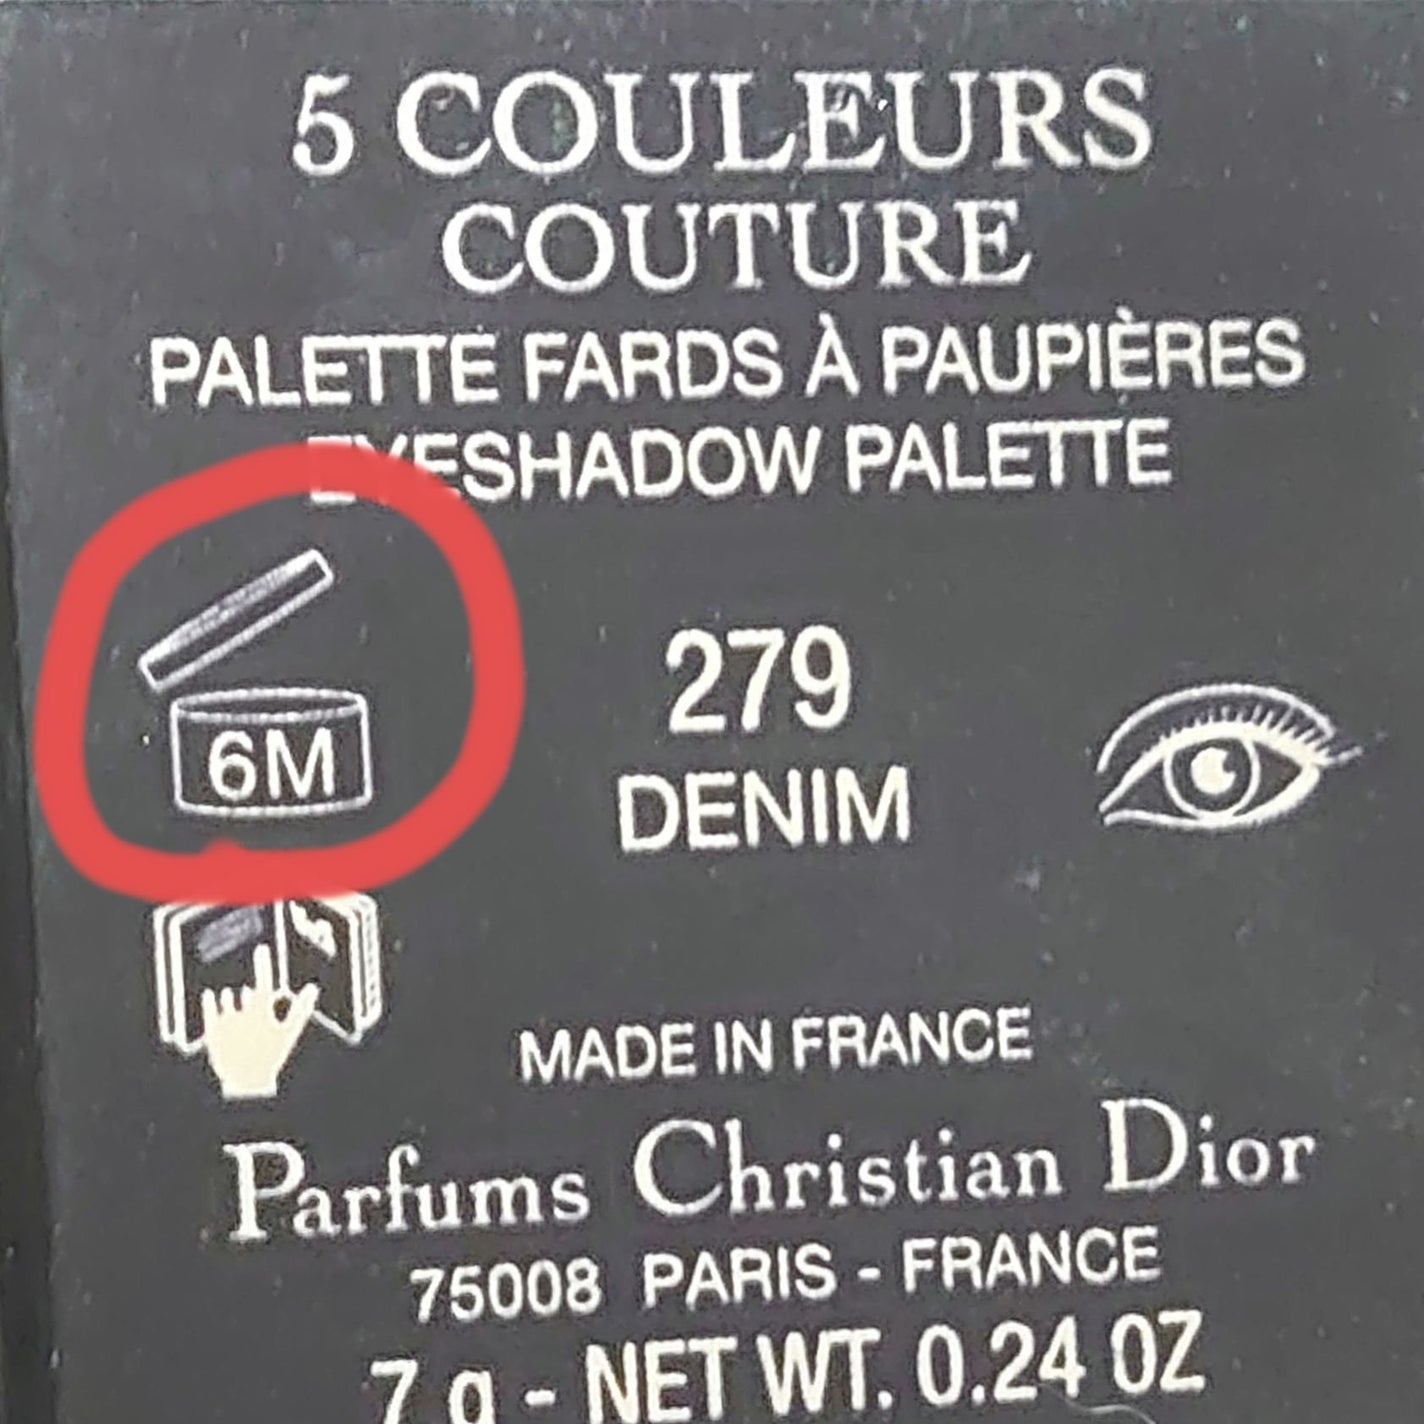 5 COULEURS
COUTURE
PALETTE FARDS À PAUPIÈRES
EYESHADOW PALETTE
6M
279
DENIM
MADE IN FRANCE
Parfums Christian Dior
75008 PARIS - FRANCE
7 g - NET WT. 0.24 OZ